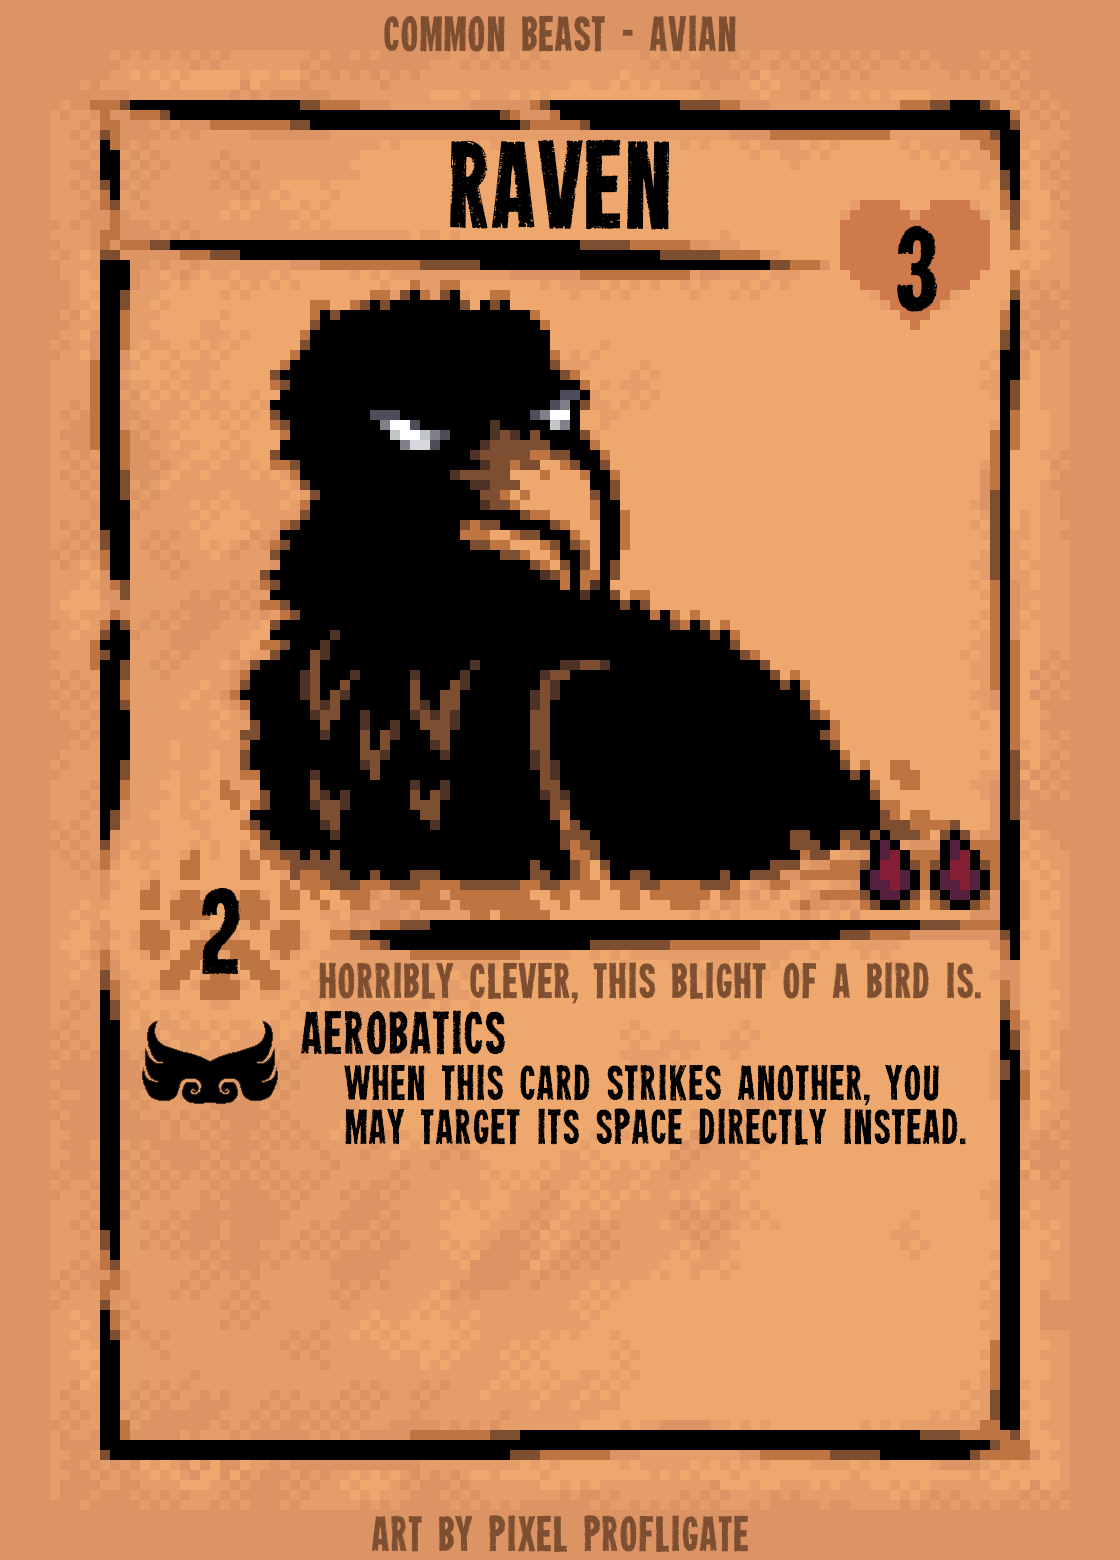 COMMON BEAST - AVIAN
RAVEN
3
2
HORRIBLY CLEVER, THIS BLIGHT OF A BIRD IS.
AEROBATICS
WHEN THIS CARD STRIKES ANOTHER, YOU
MAY TARGET ITS SPACE DIRECTLY INSTEAD.
ART BY PIXEL PROFLIGATE